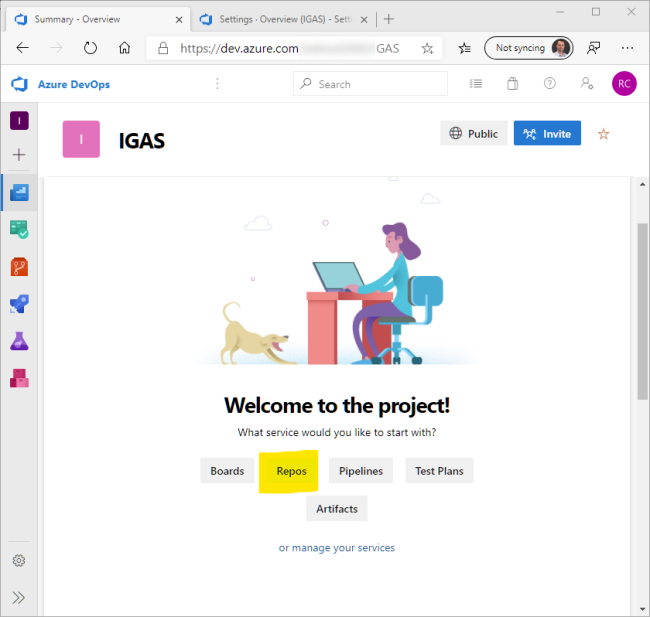 Summary - Overview
Settings · Overview (IGAS) - Sett
https://dev.azure.com
GAS
Not syncing
Azure DevOps
Search
RC
I
I
IGAS
Public
Invite
Welcome to the project!
What service would you like to start with?
Boards
Repos
Pipelines
Test Plans
Artifacts
or manage your services